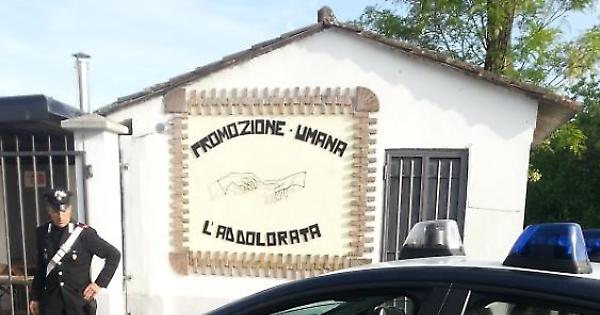 PROMOZIONE · UMANA
L'ADDOLORATA